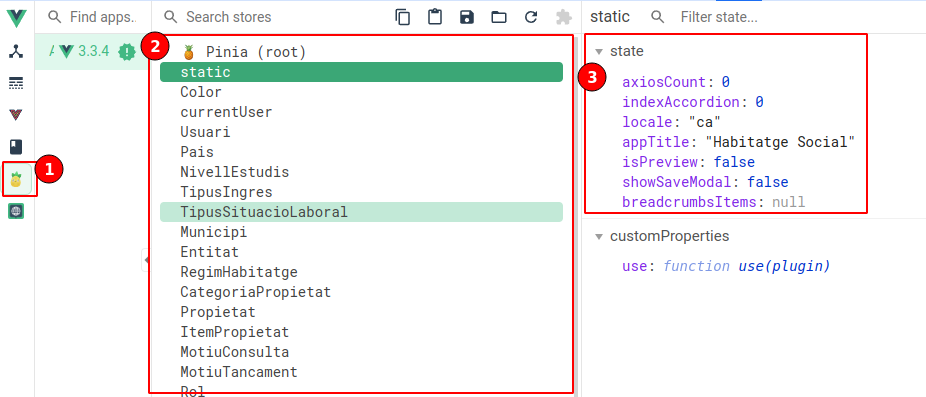 Find apps..
Search stores
static
Filter state...
3.3.4
1
2
Pinia (root)
static
Color
currentUser
Usuari
Pais
NivellEstudis
TipusIngres
TipusSituacioLaboral
Municipi
Entitat
RegimHabitatge
CategoriaPropietat
Propietat
ItemPropietat
MotiuConsulta
MotiuTancament
Rol
3
state
axiosCount: 0
indexAccordion: 0
locale: "ca"
appTitle: "Habitatge Social"
isPreview: false
showSaveModal: false
breadcrumbsItems: null
customProperties
use: function use(plugin)